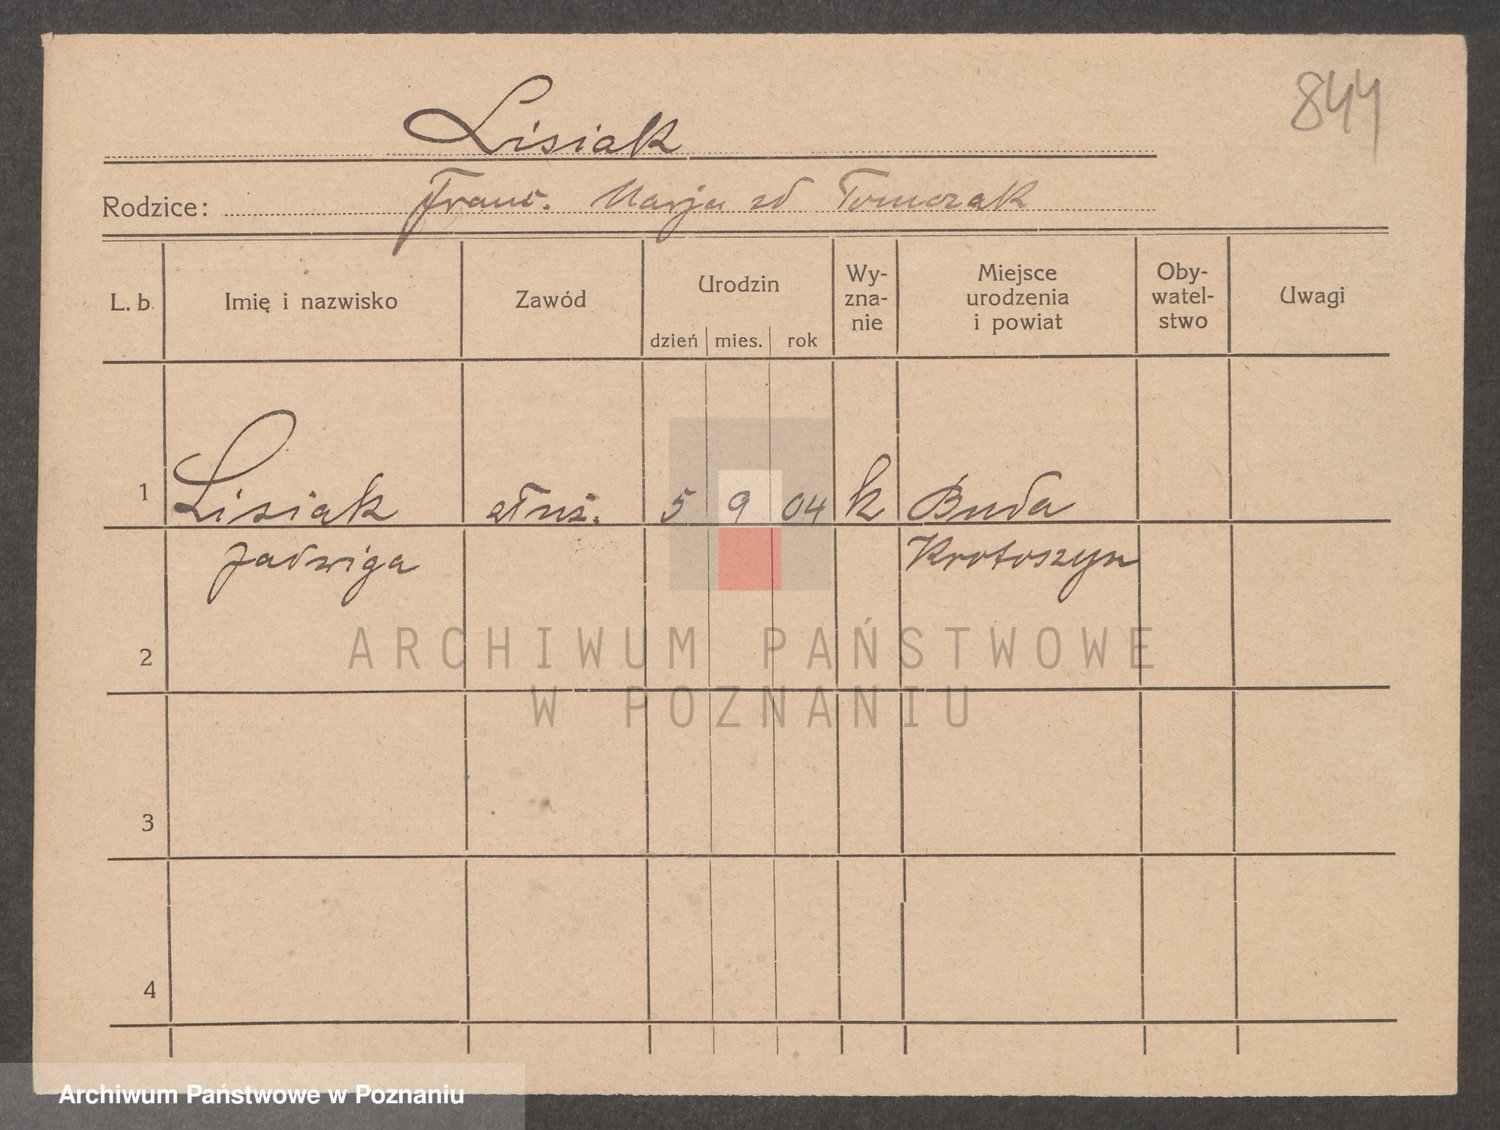 844
Lisiak
Rodzice: Franc. Marja zd Tomczak
L. b. Imię i nazwisko Zawód Urodzin dzień mies. rok Wy-zna-nie Miejsce urodzenia i powiat Oby-watel-stwo Uwagi
1 Lisiak służ. 5 9 04 k Buda
Jadwiga Krotoszyn
2
ARCHIWUM PAŃSTWOWE
W POZNANIU
3
4
Archiwum Państwowe w Poznaniu